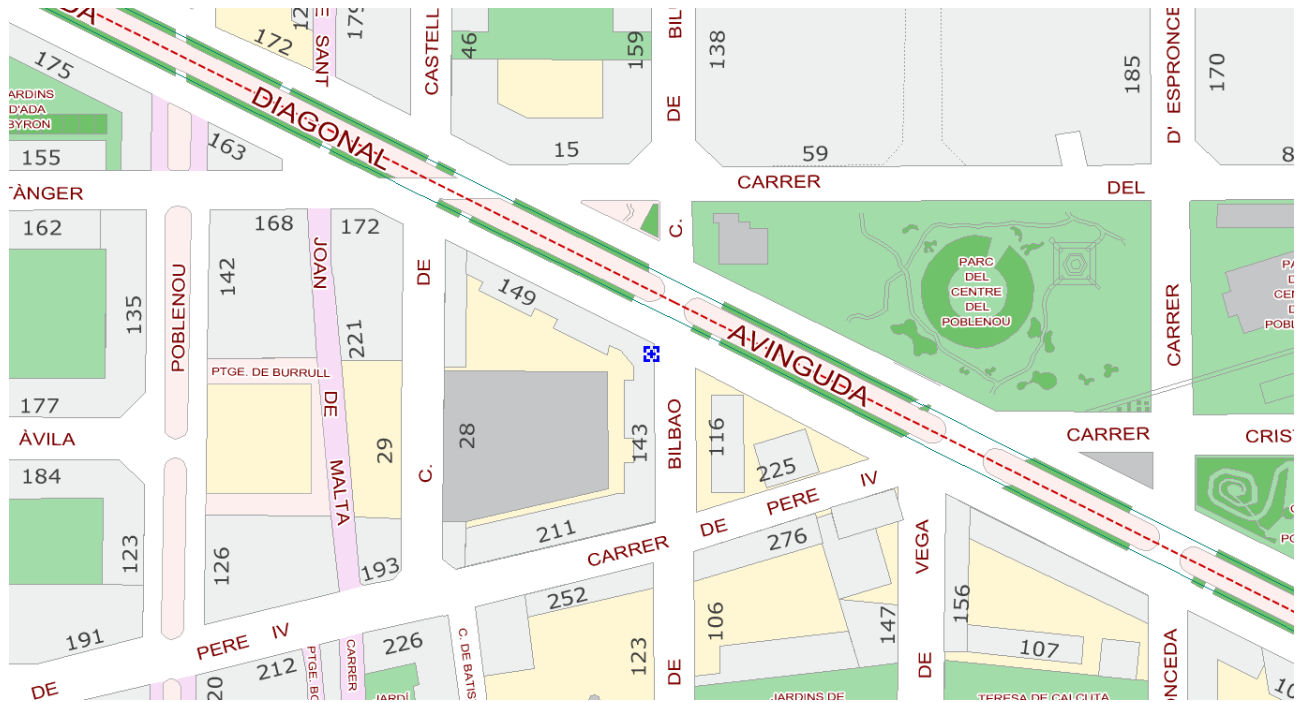 172
SANT
179
CASTELL
46
159
DE
138
185
D' ESPRONCEDA
170
175
ARDINS
D'ADA
BYRON
155
163
DIAGONAL
15
59
CARRER
DEL
TÀNGER
162
168
172
142
JOAN
DE
MALTA
221
135
POBLENOU
149
DE
C.
C.
PARC
DEL
CENTRE
DEL
POBLENOU
AVINGUDA
CARRER
PTGE. DE BURRULL
177
ÀVILA
184
29
28
143
BILBAO
116
225
CARRER
123
126
193
211
CARRER
DE
PERE
IV
276
VEGA
156
252
106
147
107
191
PERE
IV
DE
212
226
CARRER
C. DE BATIS
123
DE
DE
JARDINS DE
TERESA DE CALCUTA